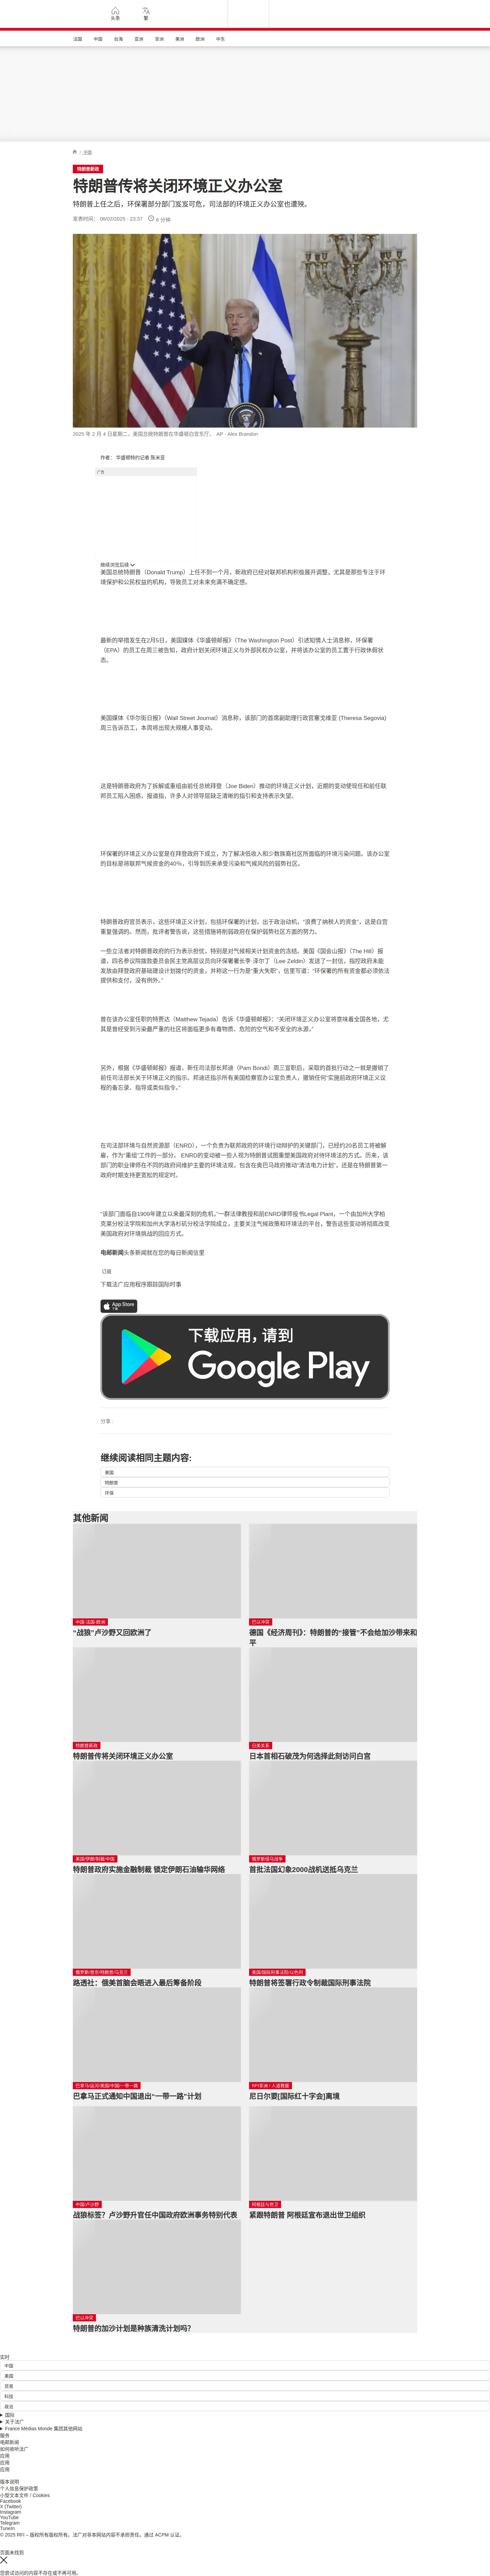 头条
繁
法国
中国
台海
亚洲
非洲
美洲
欧洲
中东
/ 中国
特朗普新政
特朗普传将关闭环境正义办公室
特朗普上任之后，环保署部分部门岌岌可危，司法部的环境正义办公室也遭殃。
发表时间： 06/02/2025 - 23:37
6 分钟
2025 年 2 月 4 日星期二，美国总统特朗普在华盛顿白宫东厅。 AP - Alex Brandon
作者： 华盛顿特约记者 陈米亚
广告
继续浏览后续
美国总统特朗普（Donald Trump）上任不到一个月，新政府已经对联邦机构积极展开调整，尤其是那些专注于环
境保护和公民权益的机构，导致员工对未来充满不确定感。
最新的举措发生在2月5日，美国媒体《华盛顿邮报》（The Washington Post）引述知情人士消息称，环保署
（EPA）的员工在周三被告知，政府计划关闭环境正义与外部民权办公室，并将该办公室的员工置于行政休假状
态。
美国媒体《华尔街日报》（Wall Street Journal）消息称，该部门的首席副助理行政官塞戈维亚 (Theresa Segovia)
周三告诉员工，本周将出现大规模人事变动。
这是特朗普政府为了拆解或重组由前任总统拜登（Joe Biden）推动的环境正义计划，近期的变动使现任和前任联
邦员工陷入困惑，报道指，许多人对领导层缺乏清晰的指引和支持表示失望。
环保署的环境正义办公室是在拜登政府下成立，为了解决低收入和少数族裔社区所面临的环境污染问题。该办公室
的目标是将联邦气候资金的40%，引导到历来承受污染和气候风险的弱势社区。
特朗普政府官员表示，这些环境正义计划，包括环保署的计划，出于政治动机，“浪费了纳税人的资金”，这是白宫
重复强调的。然而，批评者警告说，这些措施将削弱政府在保护弱势社区方面的努力。
一些立法者对特朗普政府的行为表示担忧，特别是对气候相关计划资金的冻结。美国《国会山报》（The Hill）报
道，四名参议院拨款委员会民主党高层议员向环保署署长李·泽尔丁（Lee Zeldin）发送了一封信，指控政府未能
发放由拜登政府基础建设计划拨付的资金，并称这一行为是“重大失职”，信里写道：“环保署的所有资金都必须依法
提供和支付，没有例外。”
曾在该办公室任职的特贾达（Matthew Tejada）告诉《华盛顿邮报》：“关闭环境正义办公室将意味着全国各地，尤
其是曾经受到污染最严重的社区将面临更多有毒物质、危险的空气和不安全的水源。”
另外，根据《华盛顿邮报》报道，新任司法部长邦迪（Pam Bondi）周三宣职后，采取的首批行动之一就是撤销了
前任司法部长关于环境正义的指示。邦迪还指示所有美国检察官办公室负责人，撤销任何“实施前政府环境正义议
程的备忘录、指导或类似指令。”
在司法部环境与自然资源部（ENRD），一个负责为联邦政府的环境行动辩护的关键部门，已经约20名员工将被解
雇，作为“重组”工作的一部分。 ENRD的变动被一些人视为特朗普试图重塑美国政府对待环境法的方式。历来，该
部门的职业律师在不同的政府间维护主要的环境法规，包含在奥巴马政府推动“清洁电力计划”，还是在特朗普第一
政府时期支持更宽松的规定时。
“该部门面临自1909年建立以来最深刻的危机，”一群法律教授和前ENRD律师投书Legal Plant，一个由加州大学柏
克莱分校法学院和加州大学洛杉矶分校法学院成立，主要关注气候政策和环境法的平台，警告这些变动将彻底改变
美国政府对环境挑战的回应方式。
电邮新闻头条新闻就在您的每日新闻信里
订阅
下载法广应用程序跟踪国际时事
App Store
下载
下载应用，请到
Google Play
分享 :
继续阅读相同主题内容:
美国
特朗普
环保
其他新闻
中国-法国-欧洲
“战狼”卢沙野又回欧洲了
巴以冲突
德国《经济周刊》：特朗普的“接管”不会给加沙带来和
平
特朗普新政
特朗普传将关闭环境正义办公室
日美关系
日本首相石破茂为何选择此刻访问白宫
美国/伊朗/制裁/中国
特朗普政府实施金融制裁 锁定伊朗石油输华网络
俄罗斯侵乌战争
首批法国幻象2000战机送抵乌克兰
俄罗斯/普京/特朗普/乌克兰
路透社：俄美首脑会晤进入最后筹备阶段
美国/国际刑事法院/以色列
特朗普将签署行政令制裁国际刑事法院
巴拿马/运河/美国/中国/一带一路
巴拿马正式通知中国退出“一带一路”计划
RFI非洲 / 人道救援
尼日尔要[国际红十字会]离境
中国/卢沙野
战狼标签？卢沙野升官任中国政府欧洲事务特别代表
阿根廷与世卫
紧跟特朗普 阿根廷宣布退出世卫组织
巴以冲突
特朗普的加沙计划是种族清洗计划吗？
实时
中国
美国
贸易
科技
政治
国际
关于法广
France Médias Monde 集团其他网站
服务
电邮新闻
如何收听法广
应用
应用
应用
版本说明
个人信息保护政策
小型文本文件 / Cookies
Facebook
X (Twitter)
Instagram
YouTube
Telegram
TuneIn
© 2025 RFI – 版权所有版权所有。法广对非本网站内容不承担责任。通过 ACPM 认证。
页面未找到
您尝试访问的内容不存在或不再可用。